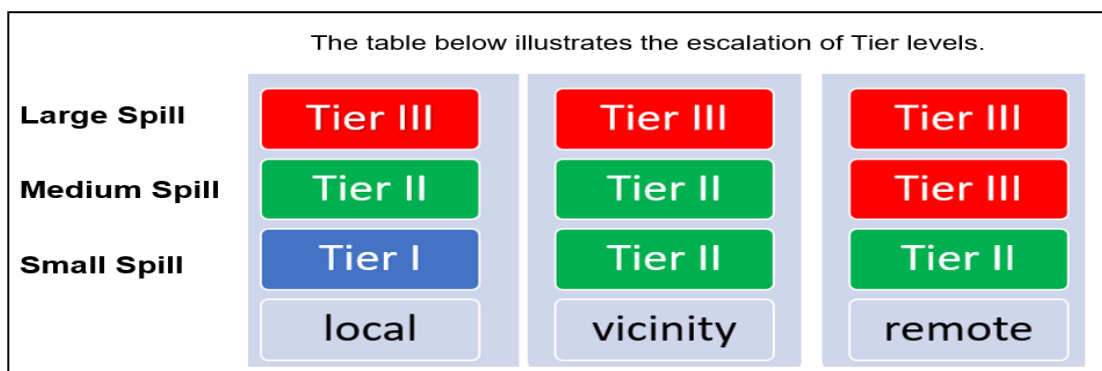 The table below illustrates the escalation of Tier levels.
Large Spill Tier III Tier III Tier III
Medium Spill Tier II Tier II Tier III
Small Spill Tier I Tier II Tier II
local vicinity remote